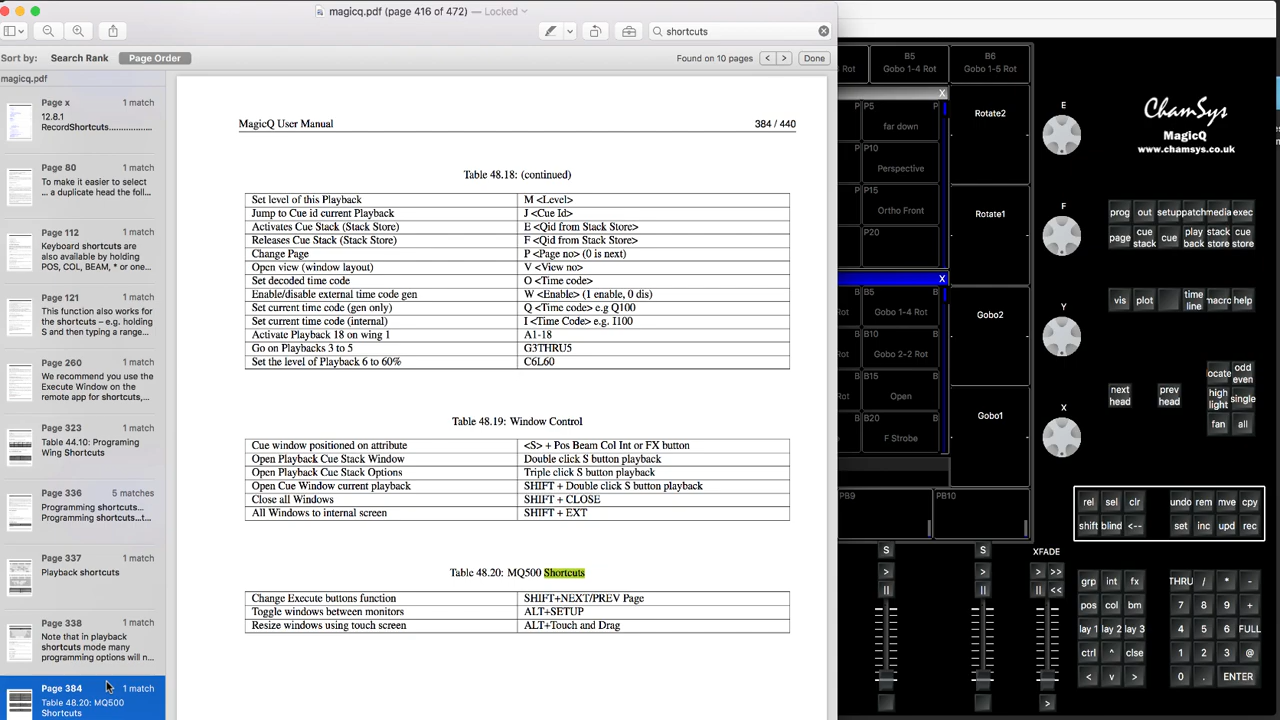 magicq.pdf (page 416 of 472) — Locked
shortcuts
Sort by: Search Rank Page Order
Found on 10 pages
Done
magicq.pdf
Page x 1 match
12.8.1
RecordShortcuts.................
Page 80 1 match
To make it easier to select
... a duplicate head the foll...
Page 112 1 match
Keyboard shortcuts are
also available by holding
POS, COL, BEAM, * or one...
Page 121 1 match
This function also works for
the shortcuts – e.g. holding
S and then typing a range...
Page 260 1 match
We recommend you use the
Execute Window on the
remote app for shortcuts,...
Page 323 1 match
Table 44.10: Programing
Wing Shortcuts
Page 336 5 matches
Programming shortcuts...
Programming shortcuts...t...
Page 337 1 match
Playback shortcuts
Page 338 1 match
Note that in playback
shortcuts mode many
programming options will n...
Page 384 1 match
Table 48.20: MQ500
Shortcuts
MagicQ User Manual 384 / 440
Table 48.18: (continued)
Set level of this Playback M <Level>
Jump to Cue id current Playback J <Cue Id>
Activates Cue Stack (Stack Store) E <Qid from Stack Store>
Releases Cue Stack (Stack Store) F <Qid from Stack Store>
Change Page P <Page no> (0 is next)
Open view (window layout) V <View no>
Set decoded time code O <Time code>
Enable/disable external time code gen W <Enable> (1 enable, 0 dis)
Set current time code (gen only) Q <Time code> e.g Q100
Set current time code (internal) I <Time Code> e.g. I100
Activate Playback 18 on wing 1 A1-18
Go on Playbacks 3 to 5 G3THRU5
Set the level of Playback 6 to 60% C6L60
Table 48.19: Window Control
Cue window positioned on attribute <S> + Pos Beam Col Int or FX button
Open Playback Cue Stack Window Double click S button playback
Open Playback Cue Stack Options Triple click S button playback
Open Cue Window current playback SHIFT + Double click S button playback
Close all Windows SHIFT + CLOSE
All Windows to internal screen SHIFT + EXT
Table 48.20: MQ500 Shortcuts
Change Execute buttons function SHIFT+NEXT/PREV Page
Toggle windows between monitors ALT+SETUP
Resize windows using touch screen ALT+Touch and Drag
B5 B6
Rot Gobo 1-4 Rot Gobo 1-5 Rot
X
P P5 P
far down
P P10 P
Perspective
P P15 P
Ortho Front
P20
X
B B5 B
Rot Gobo 1-4 Rot
B B10 B
Rot Gobo 2-2 Rot
B B15 B
Rot Open
B B20 B
F Strobe
Rotate2
Rotate1
Gobo2
Gobo1
PB9 PB10
S S XFADE
> > > >>
|| || || <<
>
E
F
Y
X
ChamSys
MagicQ
www.chamsys.co.uk
prog out setup patch media exec
page cue stack cue play back stack store cue store
vis plot time line macro help
next head prev head
ocate odd even
high light single
fan all
rel sel clr undo rem mve cpy
shift blind <-- set inc upd rec
grp int fx THRU / * -
pos col bm 7 8 9 +
lay 1 lay 2 lay 3 4 5 6 FULL
ctrl ^ clse 1 2 3 @
< v > 0 . ENTER